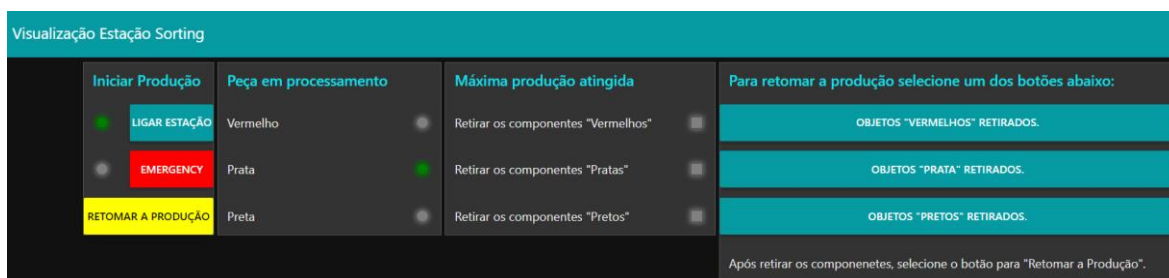 Visualização Estação Sorting
Iniciar Produção
LIGAR ESTAÇÃO
EMERGENCY
RETOMAR A PRODUÇÃO
Peça em processamento
Vermelho
Prata
Preta
Máxima produção atingida
Retirar os componentes "Vermelhos"
Retirar os componentes "Pratas"
Retirar os componentes "Pretos"
Para retomar a produção selecione um dos botões abaixo:
OBJETOS "VERMELHOS" RETIRADOS.
OBJETOS "PRATA" RETIRADOS.
OBJETOS "PRETOS" RETIRADOS.
Após retirar os componenetes, selecione o botão para "Retomar a Produção".